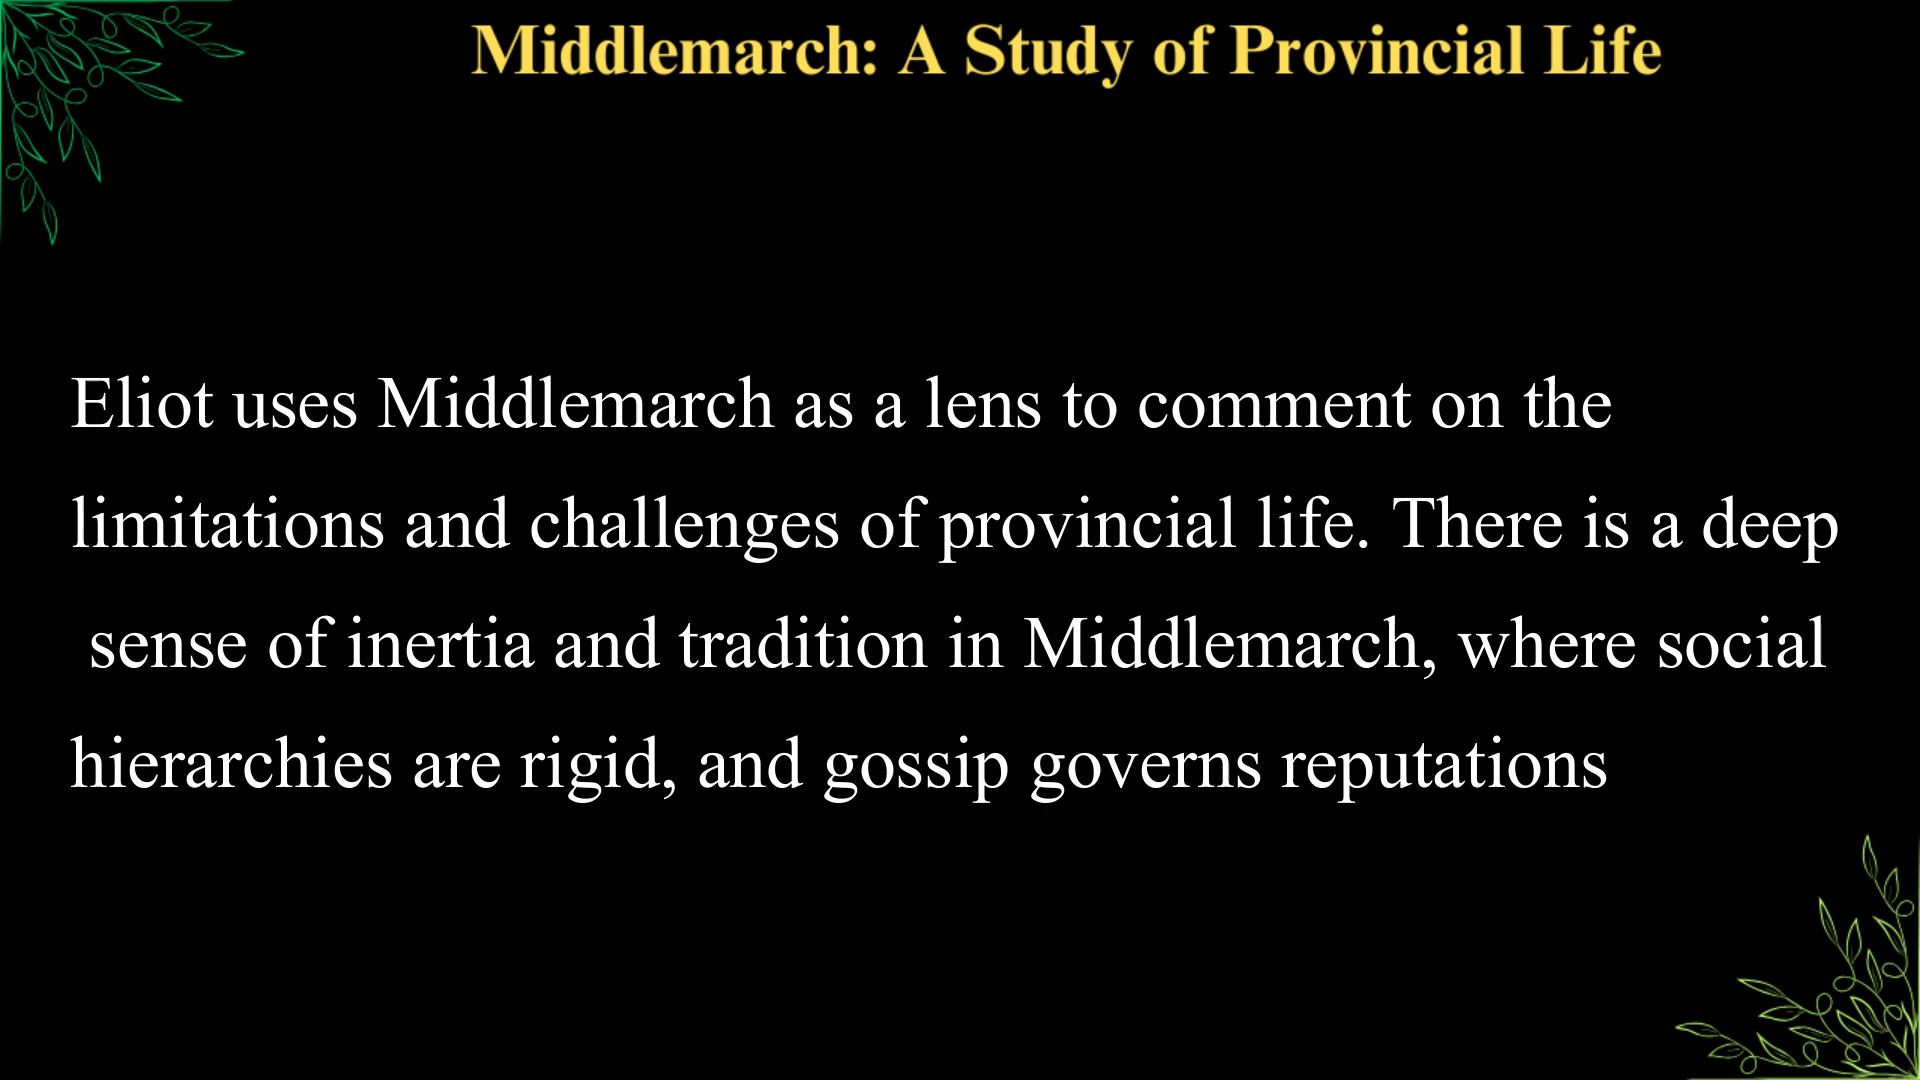 Middlemarch: A Study of Provincial Life
Eliot uses Middlemarch as a lens to comment on the
limitations and challenges of provincial life. There is a deep
sense of inertia and tradition in Middlemarch, where social
hierarchies are rigid, and gossip governs reputations